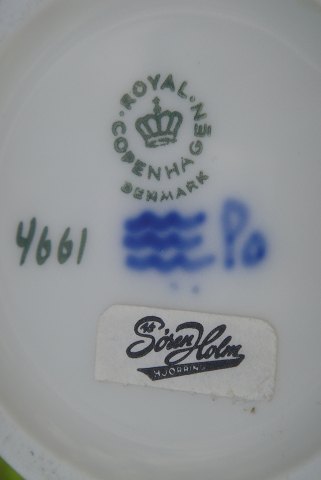 ROYAL COPENHAGEN
DENMARK
4661 Po
Søren Holm
HJØRRING